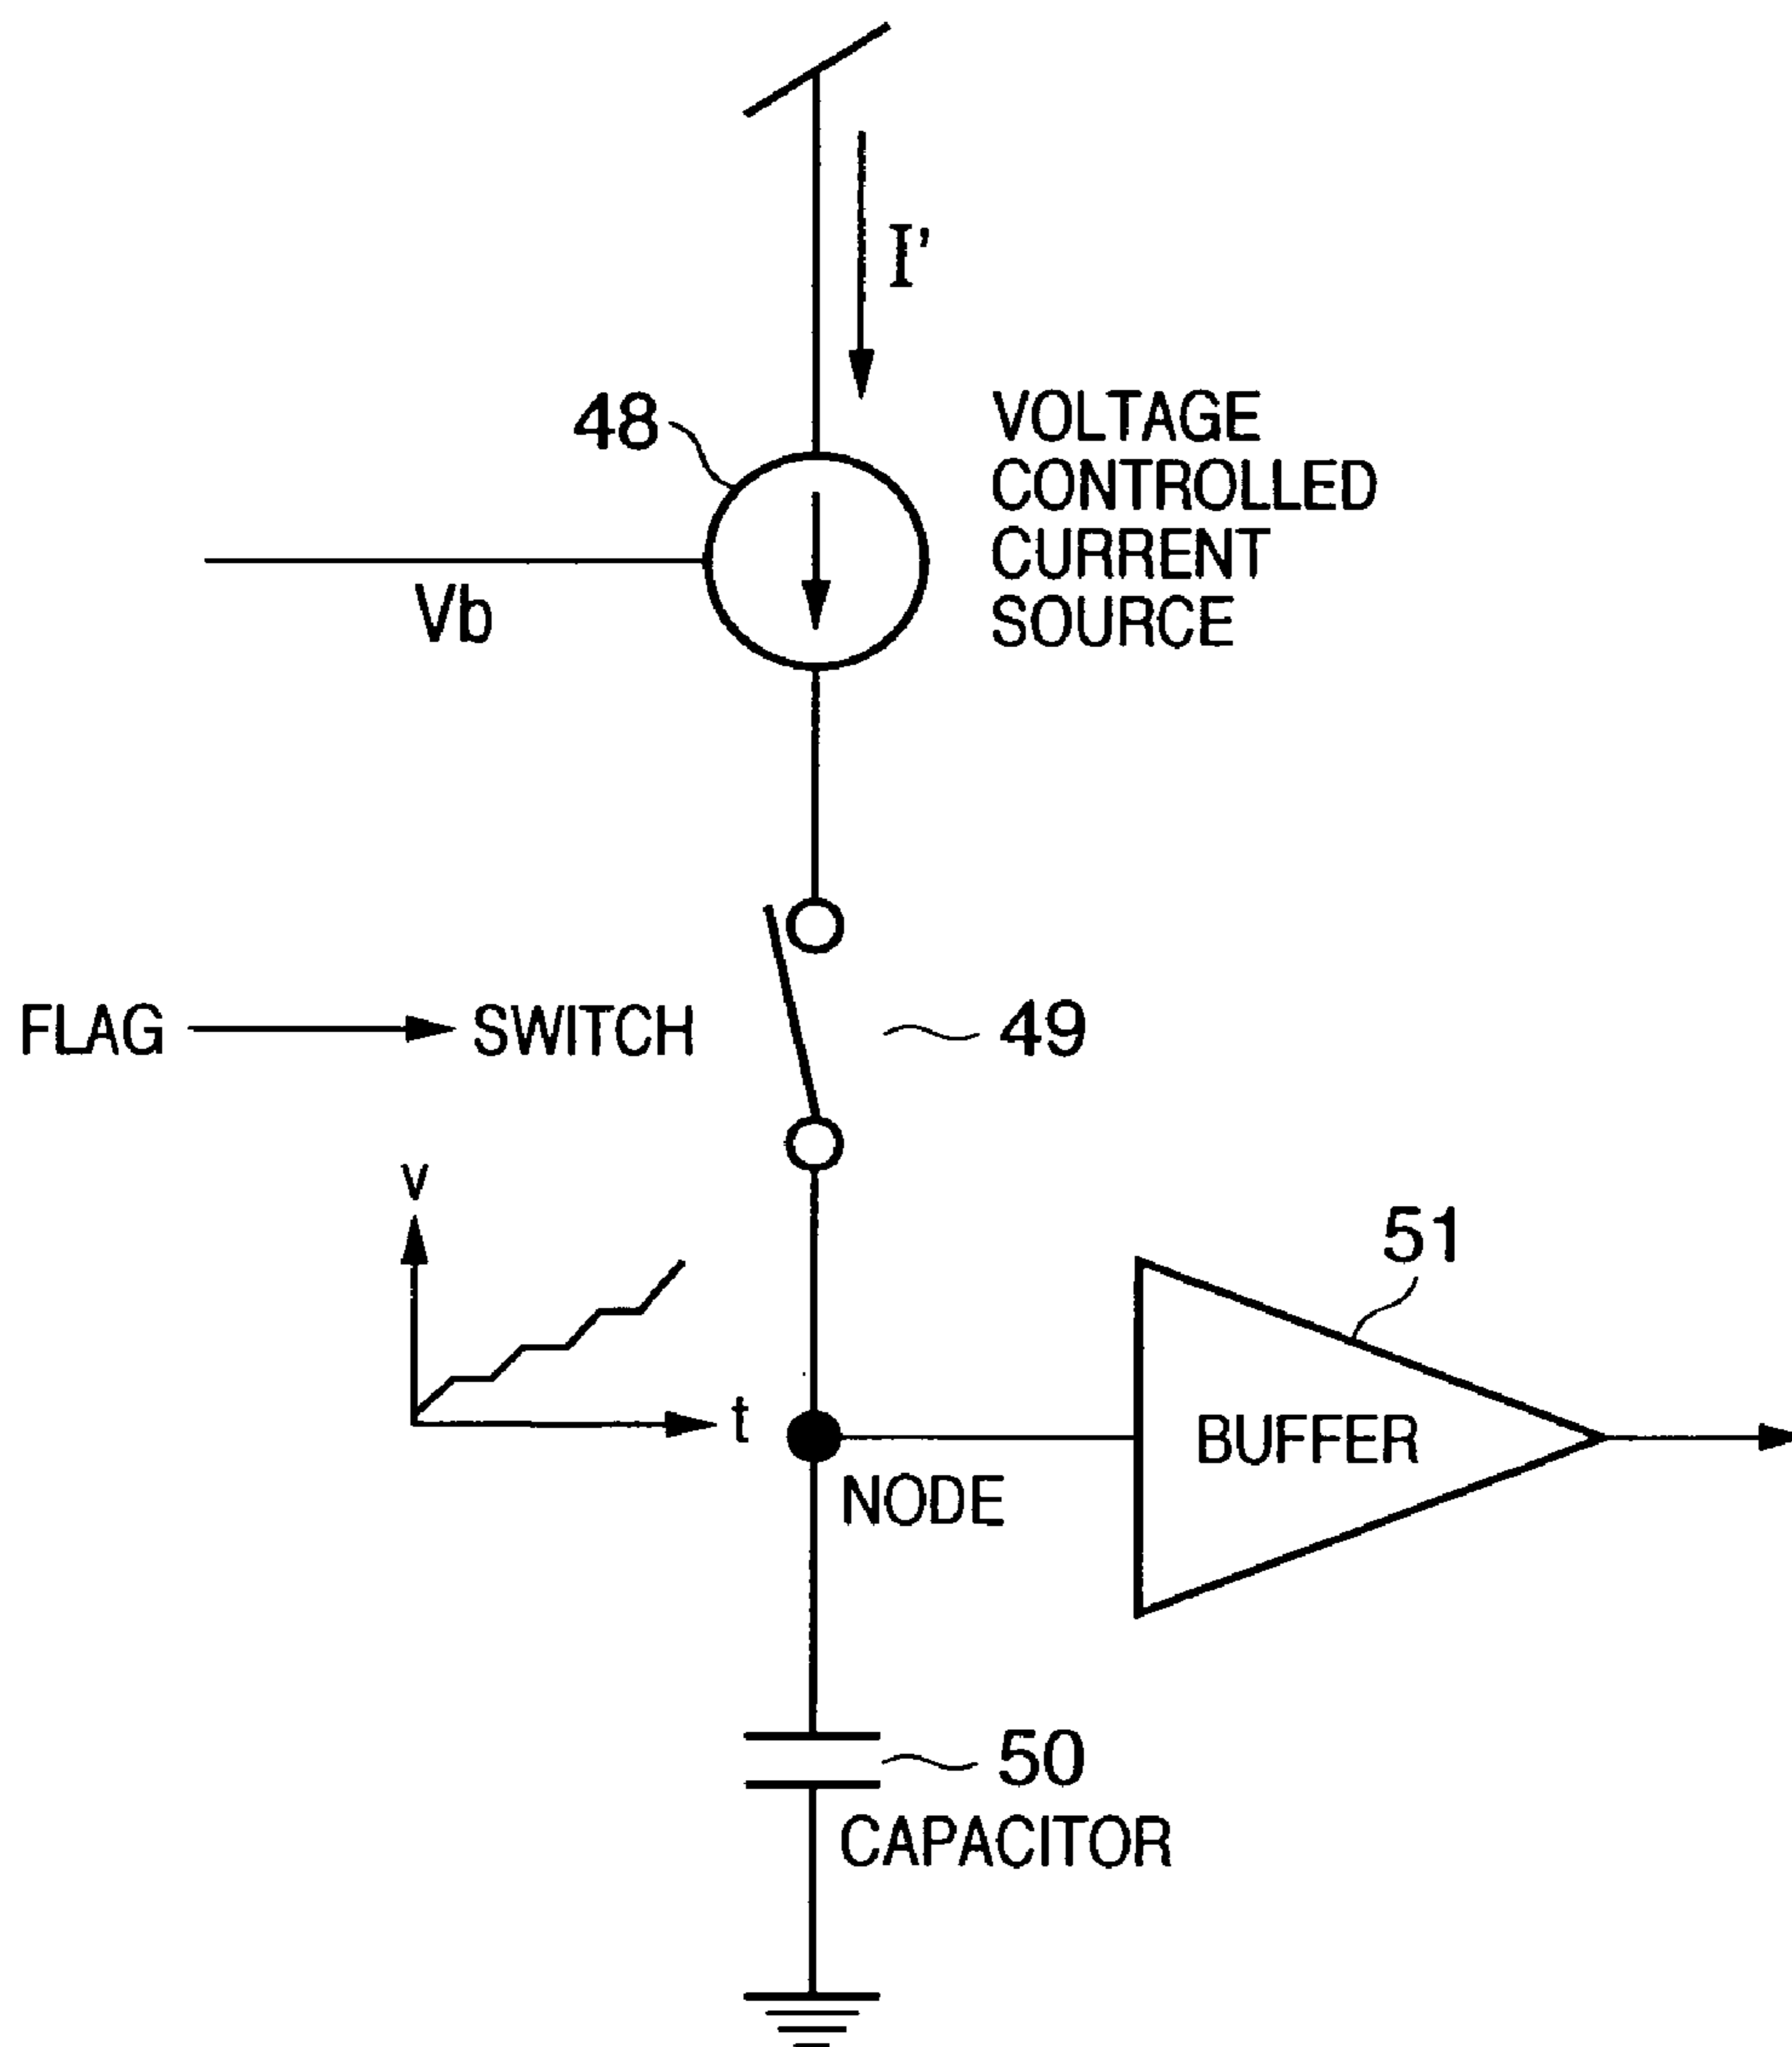 I'
48
VOLTAGE
CONTROLLED
CURRENT
SOURCE
Vb
FLAG
SWITCH
49
v
51
t
BUFFER
NODE
50
CAPACITOR